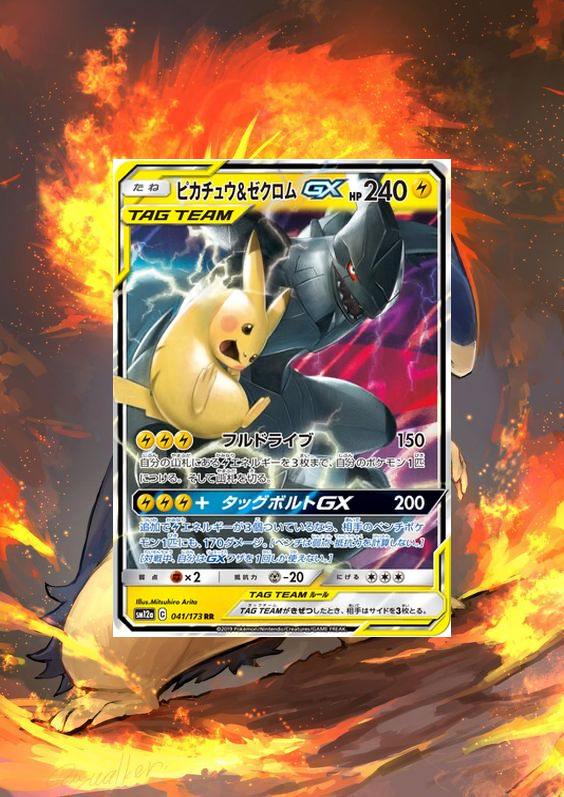 たね ピカチュウ&ゼクロムGX HP240
TAG TEAM
フルドライブ 150
自分の山札にあるエネルギーを3枚まで、自分のポケモン1匹
につける。そして山札を切る。
+ タッグボルトGX 200
追加でエネルギーが3個ついているなら、相手のベンチポケ
モン1匹にも、170ダメージ。[ベンチは弱点・抵抗力を計算しない。]
[対戦中、自分はGXワザを1回しか使えない。]
弱点 ×2 抵抗力 -20 にげる
Illus.Mitsuhiro Arita
TAG TEAM ルール
TAG TEAMがきぜつしたとき、相手はサイドを3枚とる。
sm12a C 041/173 RR
©2019 Pokémon/Nintendo/Creatures/GAME FREAK.